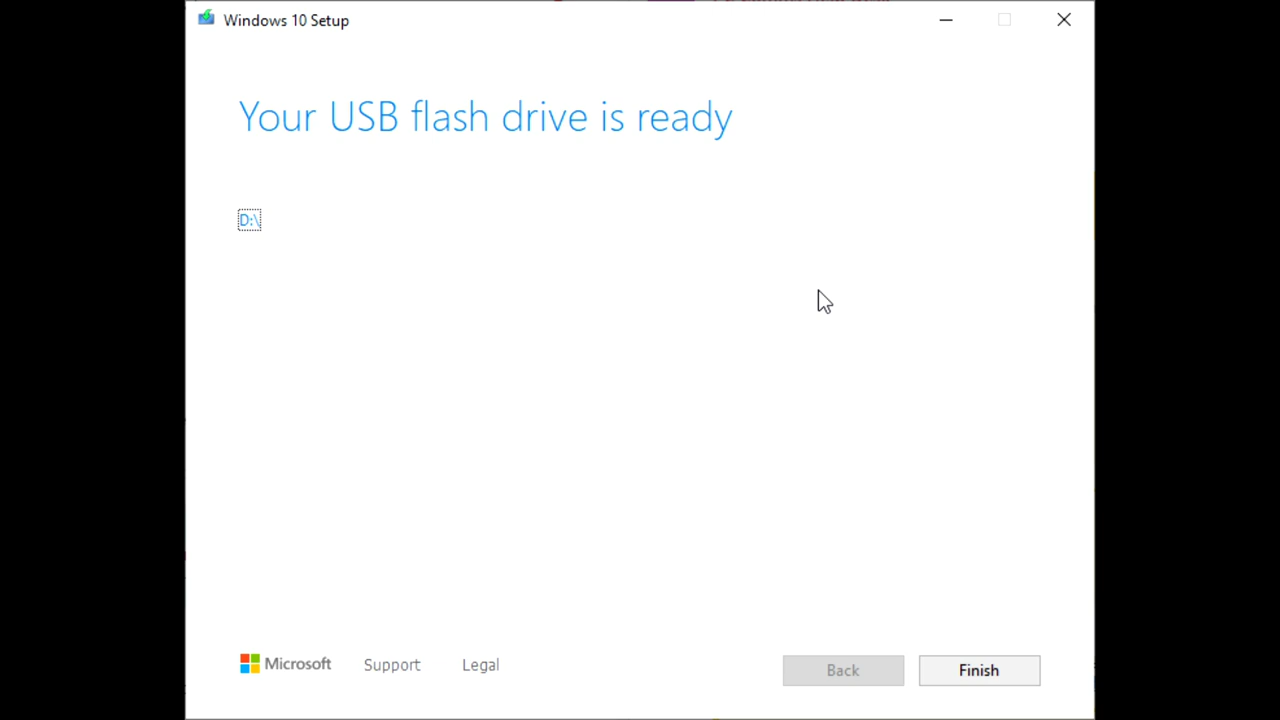 Windows 10 Setup
Your USB flash drive is ready
D:\
Microsoft Support Legal Back Finish